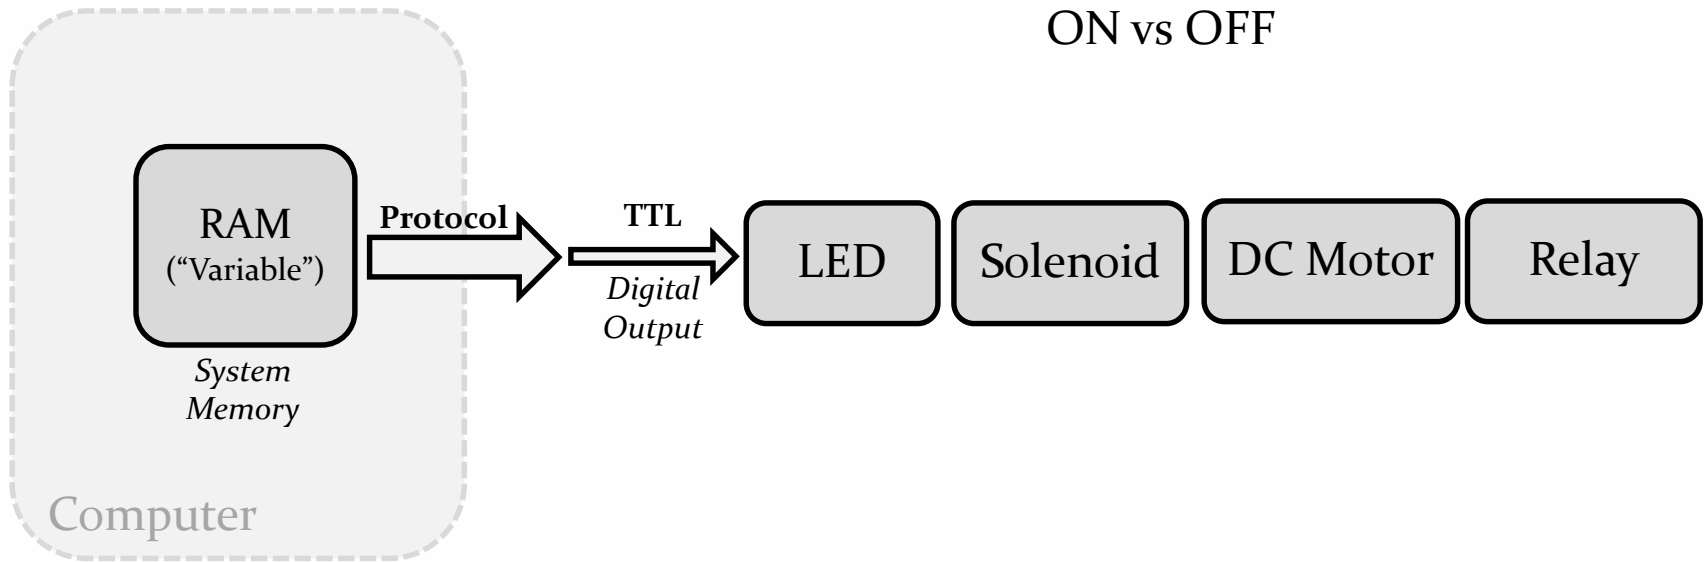 ON vs OFF
RAM
(“Variable”)
System
Memory
Computer
Protocol
TTL
Digital
Output
LED
Solenoid
DC Motor
Relay